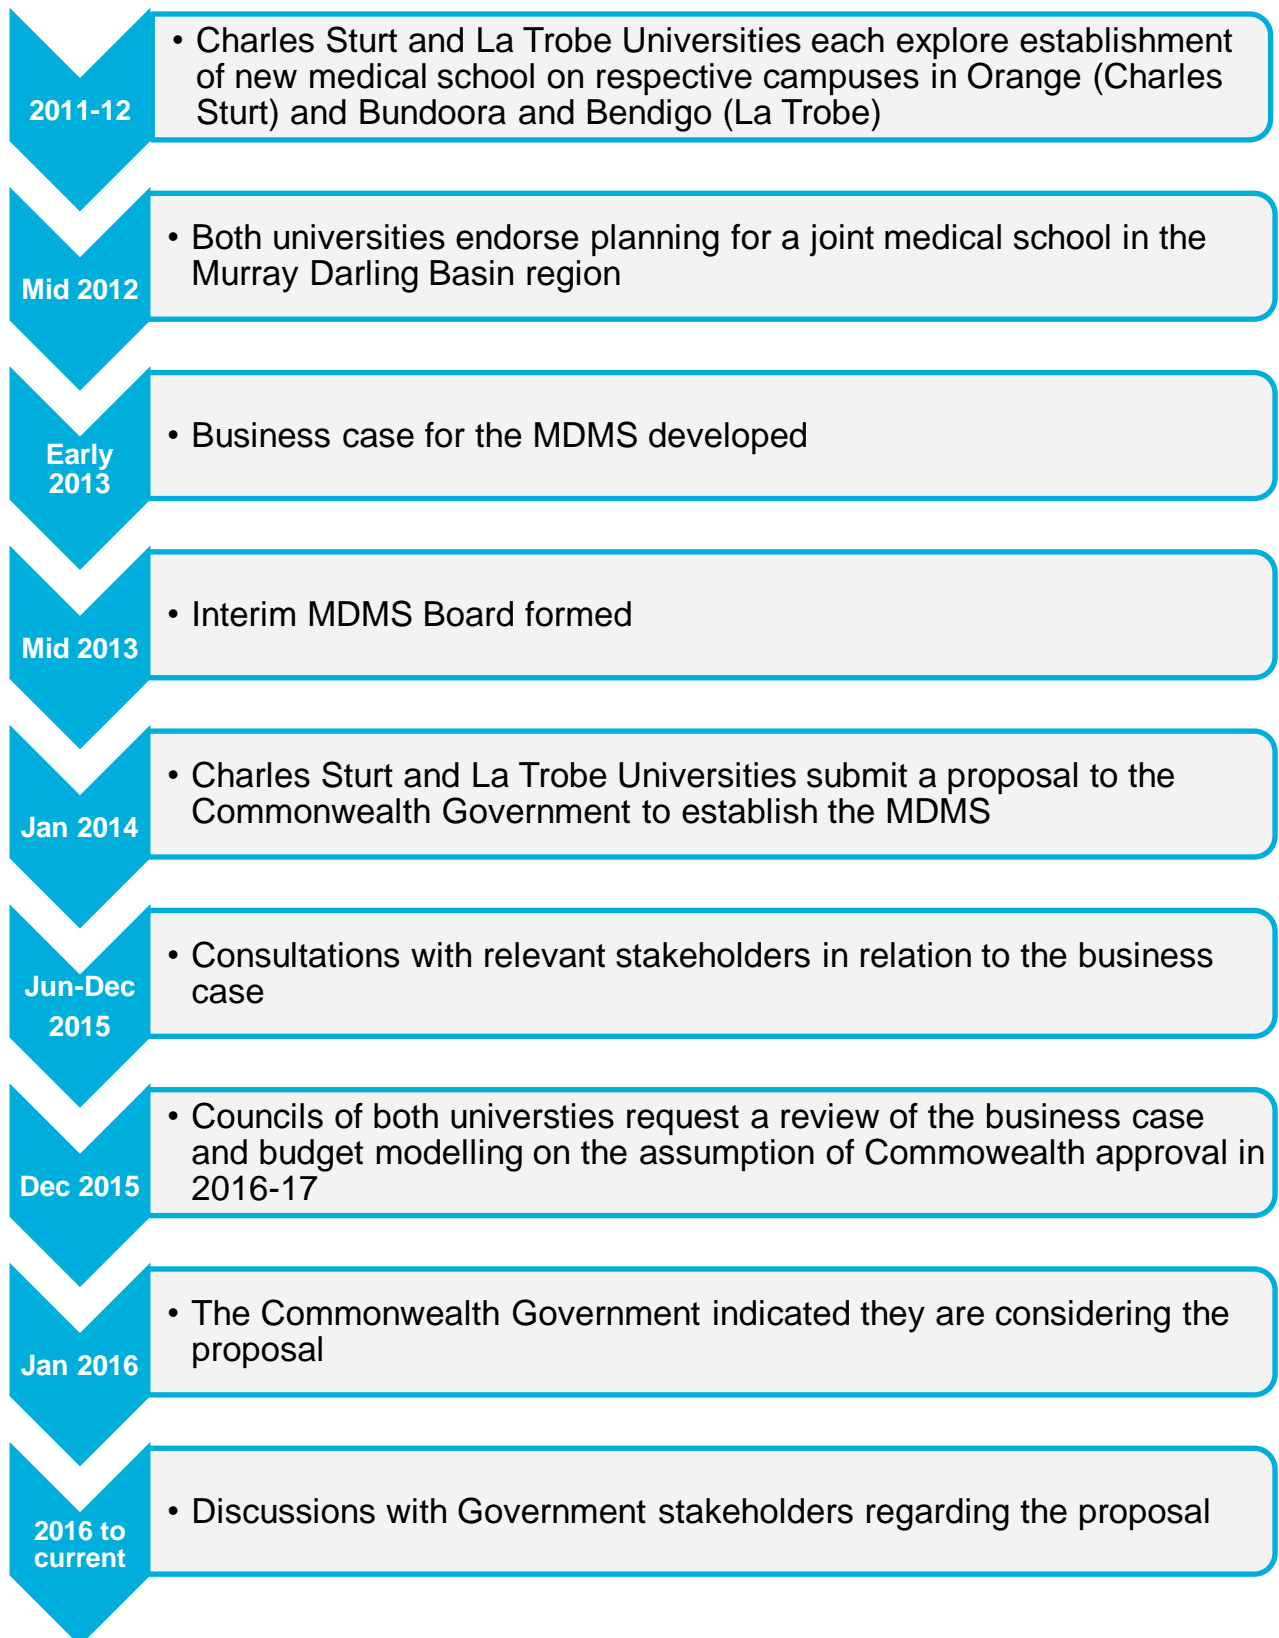 2011-12
• Charles Sturt and La Trobe Universities each explore establishment
of new medical school on respective campuses in Orange (Charles
Sturt) and Bundoora and Bendigo (La Trobe)
Mid 2012
• Both universities endorse planning for a joint medical school in the
Murray Darling Basin region
Early
2013
• Business case for the MDMS developed
Mid 2013
• Interim MDMS Board formed
Jan 2014
• Charles Sturt and La Trobe Universities submit a proposal to the
Commonwealth Government to establish the MDMS
Jun-Dec
2015
• Consultations with relevant stakeholders in relation to the business
case
Dec 2015
• Councils of both universties request a review of the business case
and budget modelling on the assumption of Commowealth approval in
2016-17
Jan 2016
• The Commonwealth Government indicated they are considering the
proposal
2016 to
current
• Discussions with Government stakeholders regarding the proposal